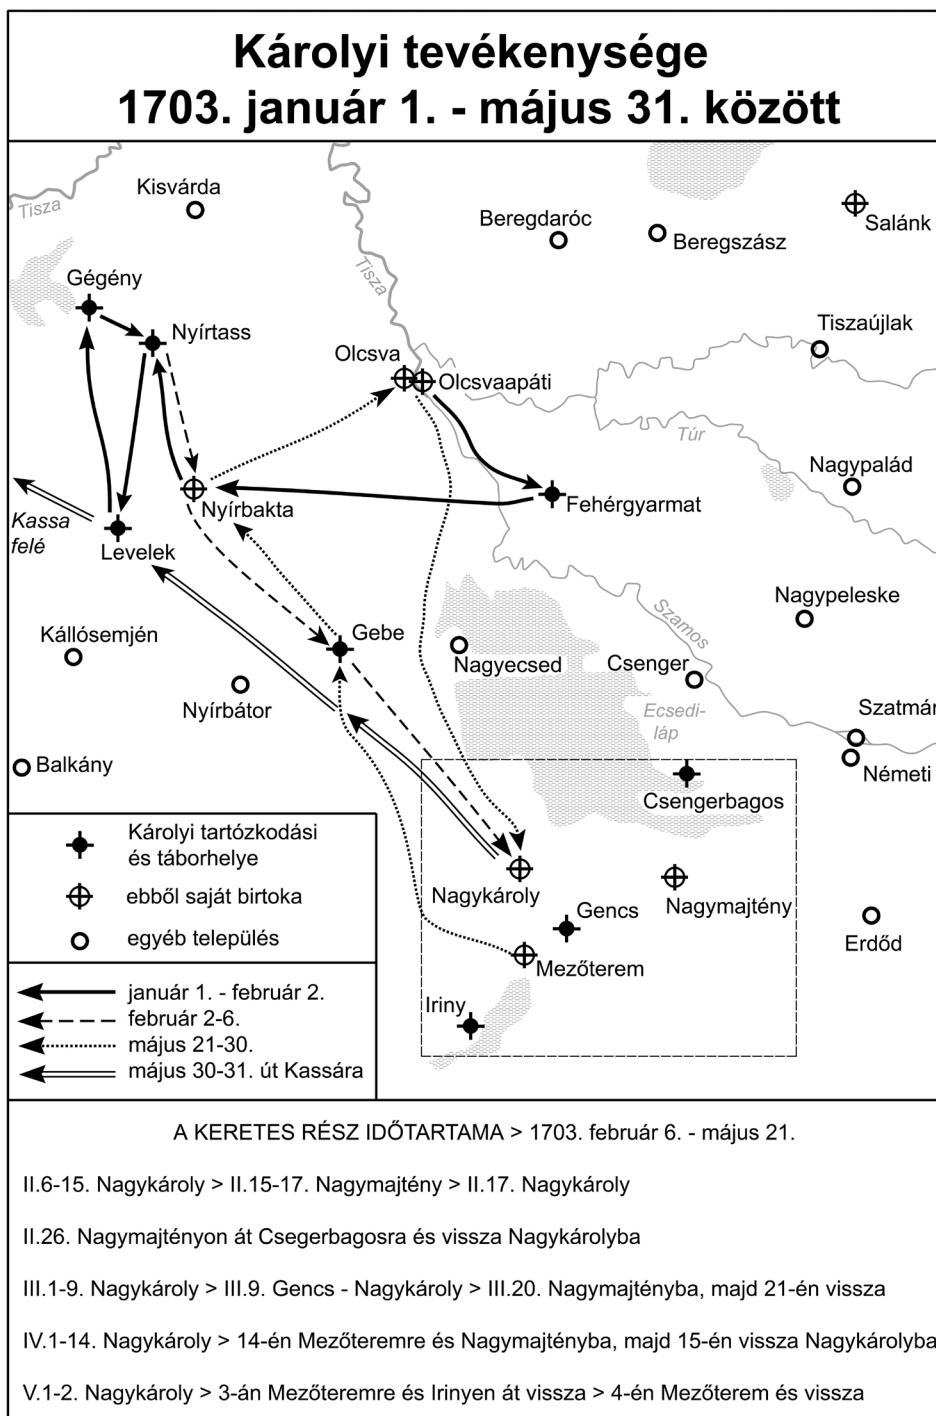 Károlyi tevékenysége
1703. január 1. - május 31. között
Kisvárda
Tisza
Beregdaróc
Beregszász
Salánk
Gégény
Tisza
Nyírtass
Tiszaújlak
Olcsva
Olcsvaapáti
Túr
Nagypalád
Nyírbakta
Fehérgyarmat
Kassa
felé
Levelek
Nagypeleske
Szamos
Kállósemjén
Gebe
Nagyecsed
Csenger
Nyírbátor
Ecsedi-
láp
Szatmár
Balkány
Németi
Csengerbagos
Károlyi tartózkodási
és táborhelye
ebből saját birtoka
egyéb település
Nagykároly
Nagymajtény
Gencs
Erdőd
Mezőterem
Iriny
január 1. - február 2.
február 2-6.
május 21-30.
május 30-31. út Kassára
A KERETES RÉSZ IDŐTARTAMA > 1703. február 6. - május 21.
II.6-15. Nagykároly > II.15-17. Nagymajtény > II.17. Nagykároly
II.26. Nagymajtényon át Csegerbagosra és vissza Nagykárolyba
III.1-9. Nagykároly > III.9. Gencs - Nagykároly > III.20. Nagymajtényba, majd 21-én vissza
IV.1-14. Nagykároly > 14-én Mezőteremre és Nagymajtényba, majd 15-én vissza Nagykárolyba
V.1-2. Nagykároly > 3-án Mezőteremre és Irinyen át vissza > 4-én Mezőterem és vissza